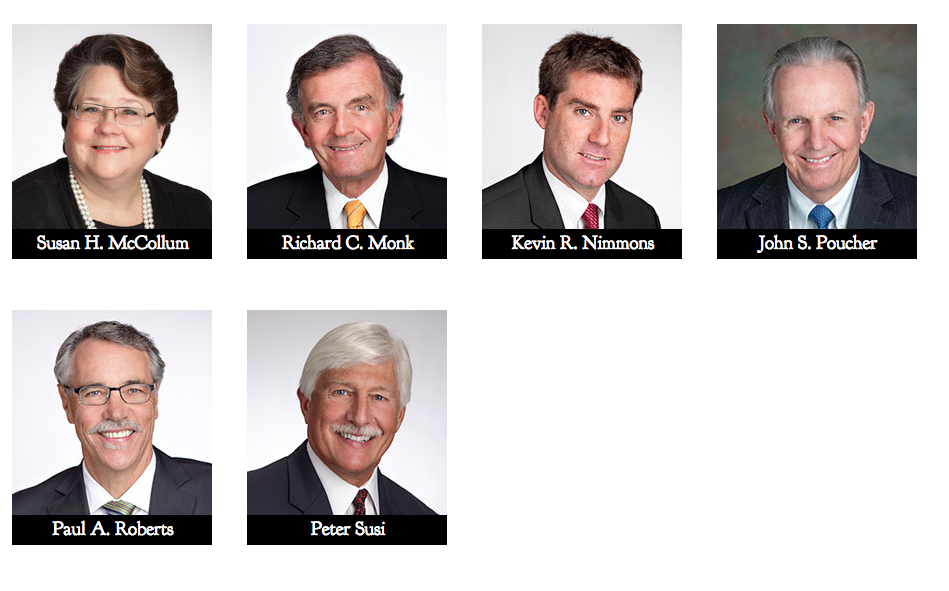 Susan H. McCollum
Richard C. Monk
Kevin R. Nimmons
John S. Poucher
Paul A. Roberts
Peter Susi